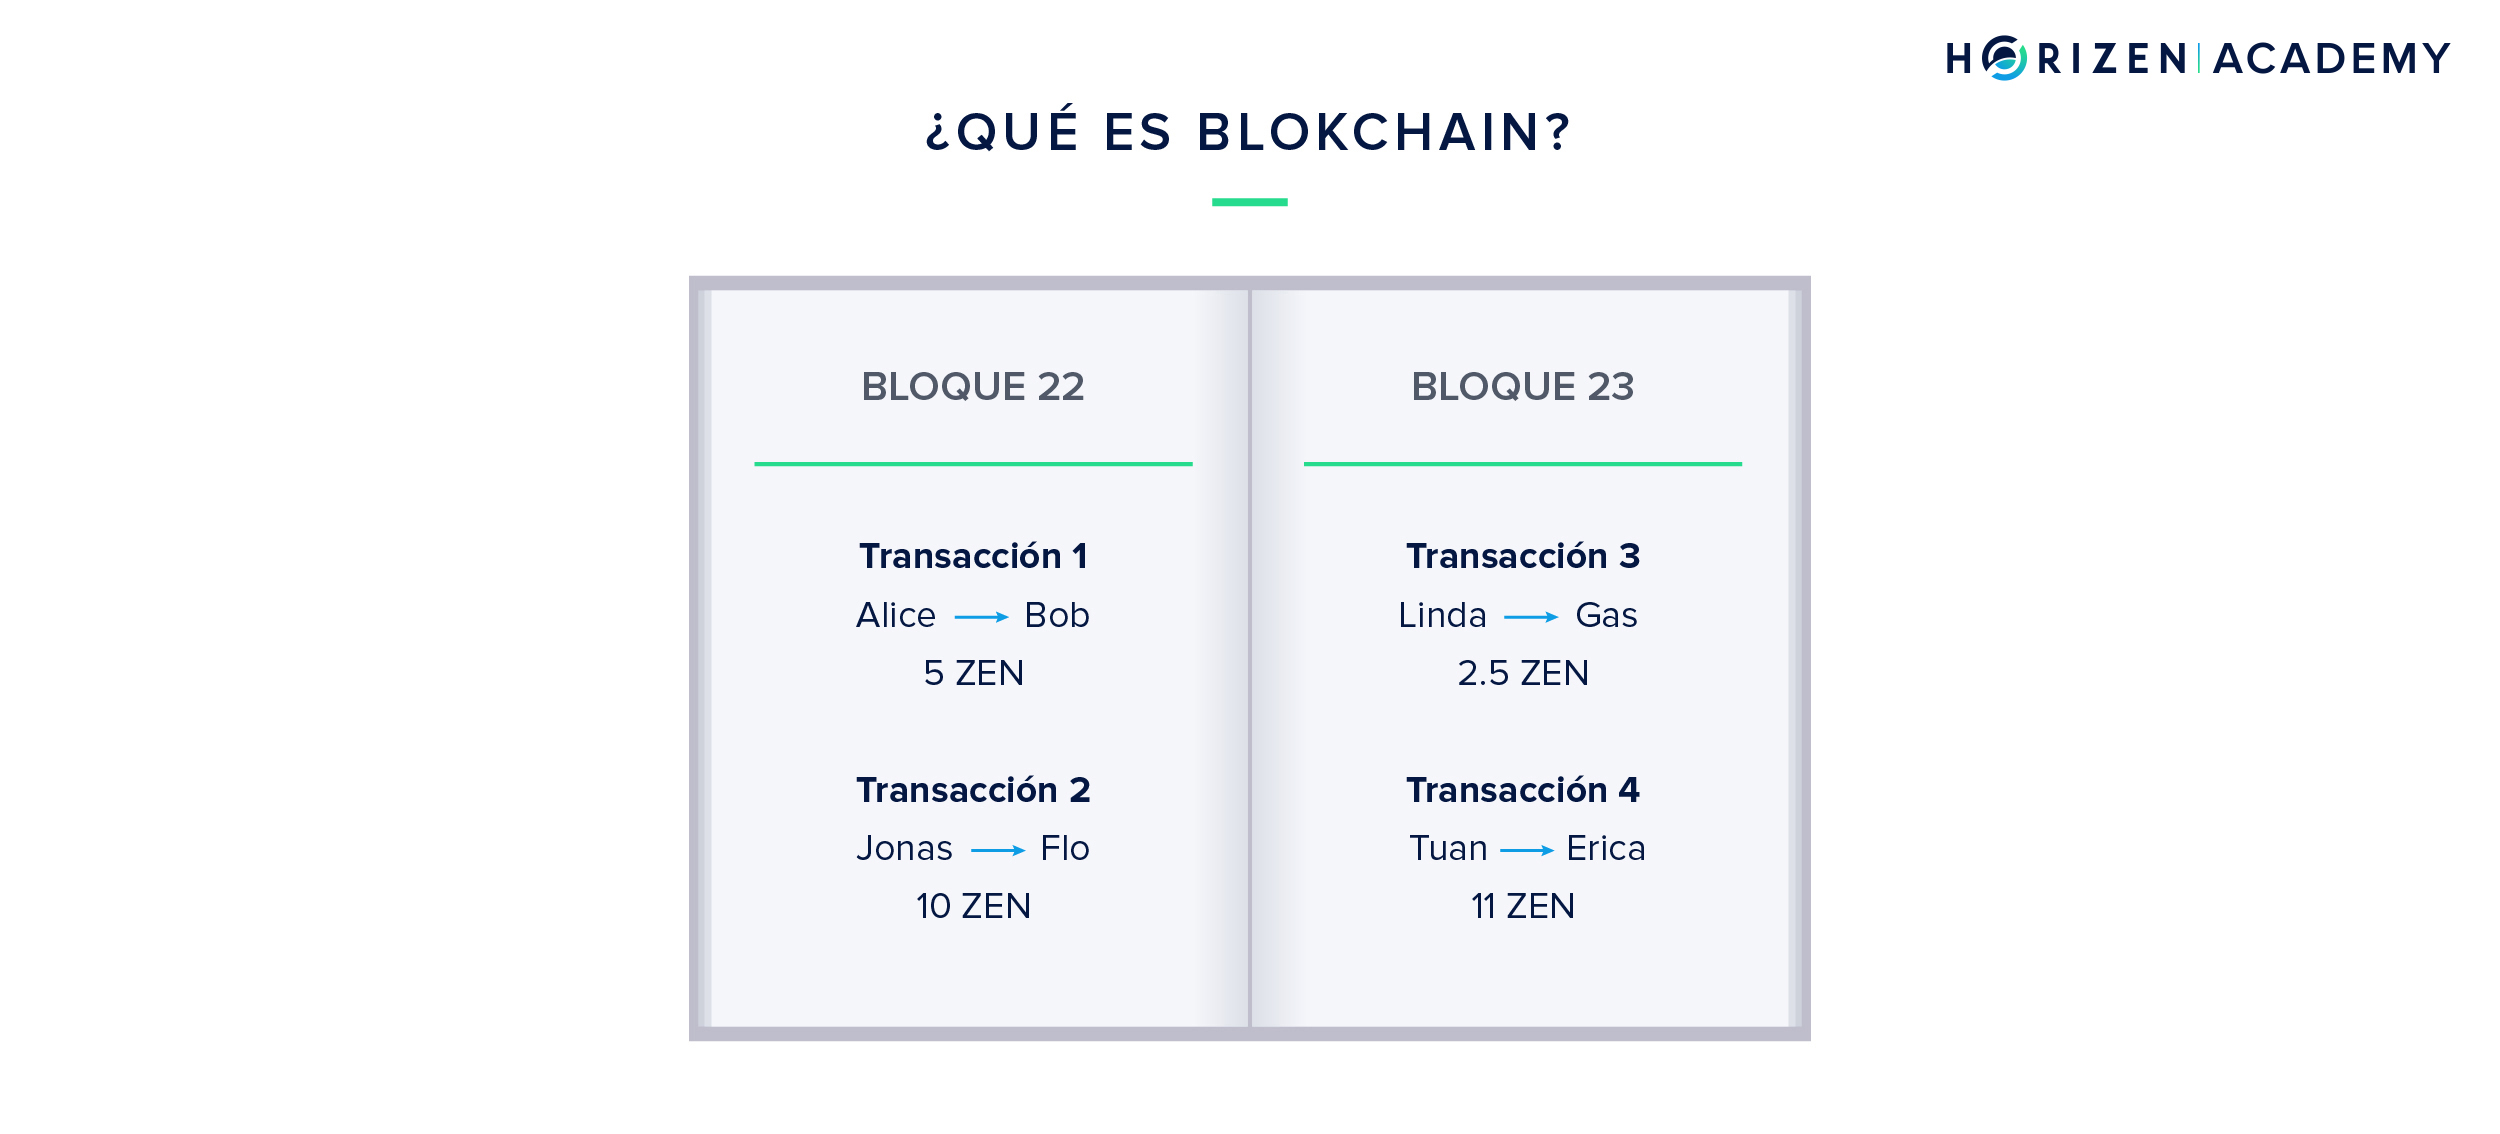 HORIZEN | ACADEMY
¿QUÉ ES BLOKCHAIN?
BLOQUE 22
Transacción 1
Alice → Bob
5 ZEN
Transacción 2
Jonas → Flo
10 ZEN
BLOQUE 23
Transacción 3
Linda → Gas
2.5 ZEN
Transacción 4
Tuan → Erica
11 ZEN